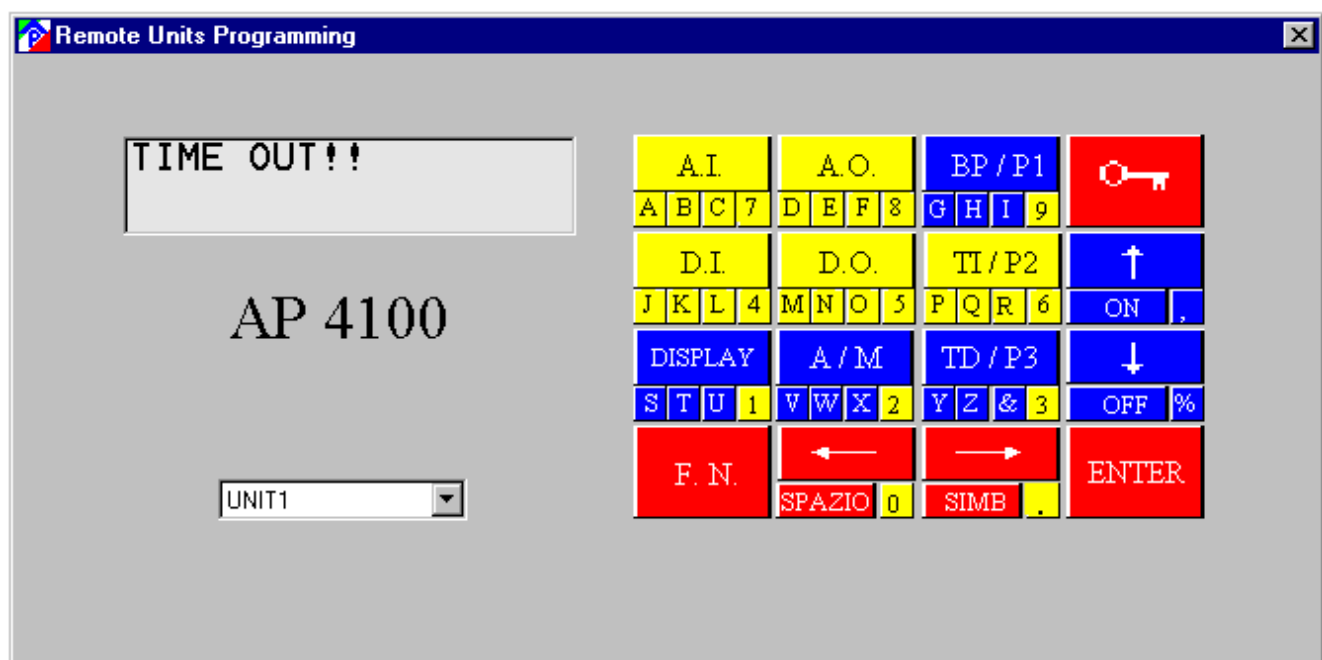 Remote Units Programming
TIME OUT!!
AP 4100
UNIT1
A.I. A.O. BP / P1
A B C 7 D E F 8 G H I 9
D.I. D.O. TI / P2 ↑
J K L 4 M N O 5 P Q R 6 ON ,
DISPLAY A / M TD / P3 ↓
S T U 1 V W X 2 Y Z & 3 OFF %
F. N. ← → ENTER
SPAZIO 0 SIMB .